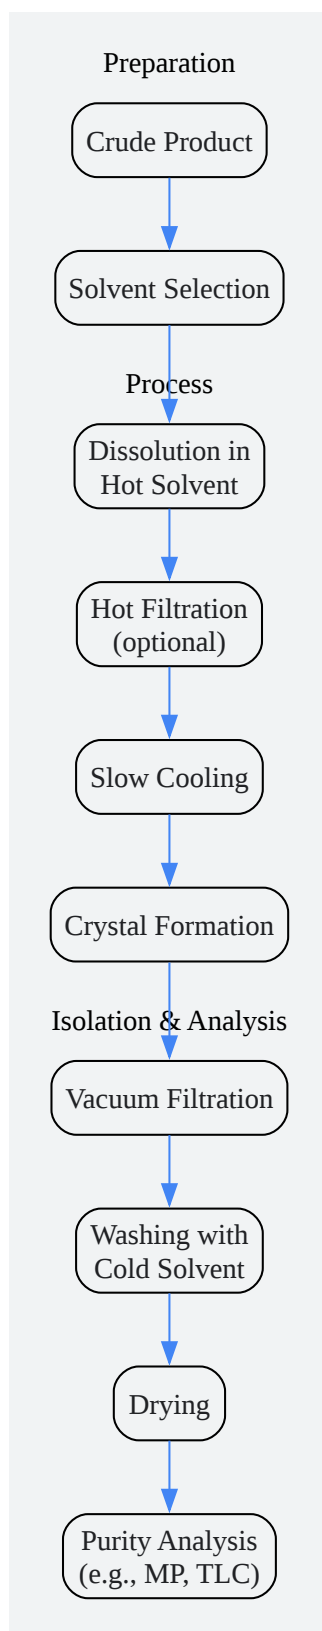 Preparation
Crude Product
Solvent Selection
Process
Dissolution in
Hot Solvent
Hot Filtration
(optional)
Slow Cooling
Crystal Formation
Isolation & Analysis
Vacuum Filtration
Washing with
Cold Solvent
Drying
Purity Analysis
(e.g., MP, TLC)